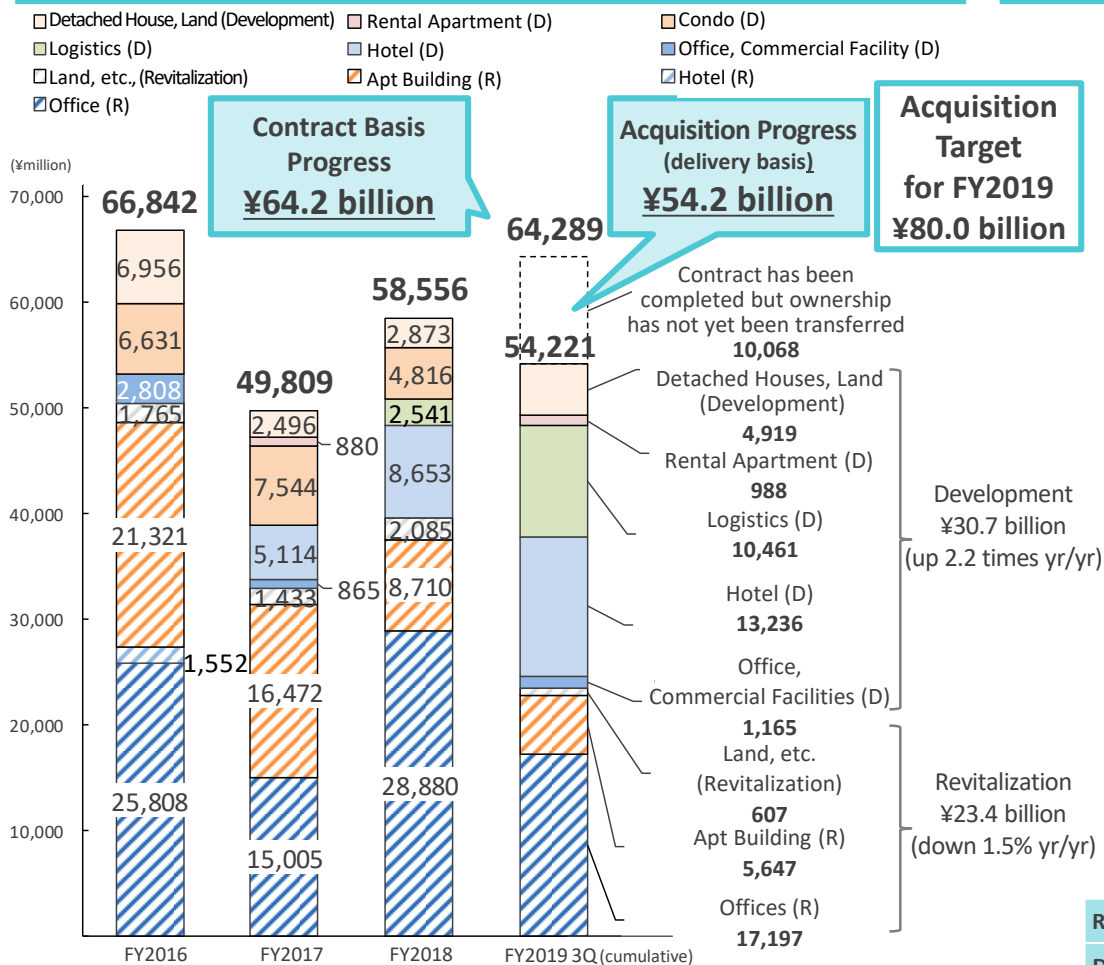 Detached House, Land (Development)
Rental Apartment (D)
Condo (D)
Logistics (D)
Hotel (D)
Office, Commercial Facility (D)
Land, etc., (Revitalization)
Apt Building (R)
Hotel (R)
Office (R)
Contract Basis
Progress
¥64.2 billion
Acquisition Progress
(delivery basis)
¥54.2 billion
Acquisition
Target
for FY2019
¥80.0 billion
(¥million)
70,000
60,000
50,000
40,000
30,000
20,000
10,000
66,842
6,956
6,631
2,808
1,765
21,321
1,552
25,808
FY2016
49,809
2,496
880
7,544
5,114
865
1,433
16,472
15,005
FY2017
58,556
2,873
4,816
2,541
8,653
2,085
8,710
28,880
FY2018
64,289
54,221
FY2019 3Q (cumulative)
Contract has been
completed but ownership
has not yet been transferred
10,068
Detached Houses, Land
(Development)
4,919
Rental Apartment (D)
988
Logistics (D)
10,461
Hotel (D)
13,236
Office,
Commercial Facilities (D)
1,165
Land, etc.
(Revitalization)
607
Apt Building (R)
5,647
Offices (R)
17,197
Development
¥30.7 billion
(up 2.2 times yr/yr)
Revitalization
¥23.4 billion
(down 1.5% yr/yr)
R